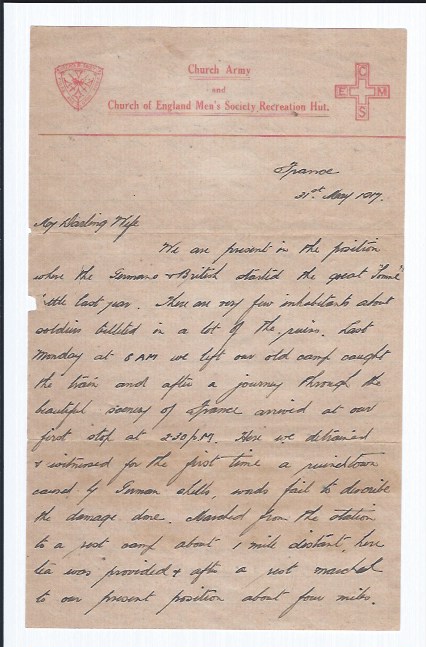 Church Army
and
Church of England Men's Society Recreation Hut.
C
E M
S
France
31st May 1917.
My Darling Wife
We are present in the position
where the Germans & British started the great "Somme"
last year. There are very few inhabitants about
soldiers billeted in a lot of the ruins. Last
Monday at 8 AM we left our old camp caught
the train and after a journey through the
beautiful scenery of France arrived at our
first stop at 2-30 p.M. Here we detrained
& witnessed for the first time a ruined town
caused by German shells, words fail to describe
the damage done. Marched from the station
to a rest camp about 1 mile distant, here
tea was provided & after a rest marched
to our present position about four miles.